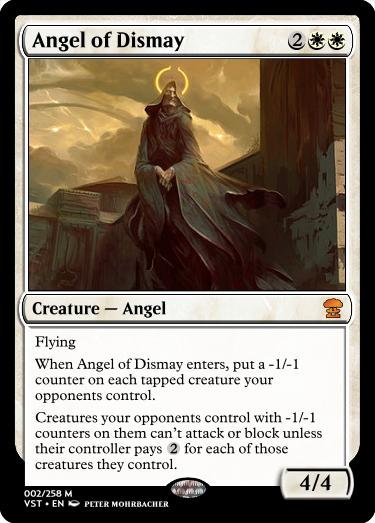 Angel of Dismay 2
Creature — Angel
Flying
When Angel of Dismay enters, put a -1/-1
counter on each tapped creature your
opponents control.
Creatures your opponents control with -1/-1
counters on them can't attack or block unless
their controller pays 2 for each of those
creatures they control.
4/4
002/258 M
VST • EN PETER MOHRBACHER